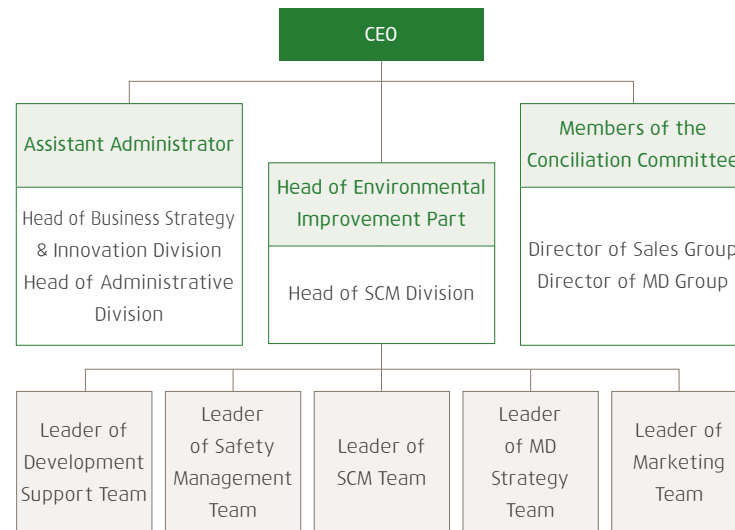 CEO
Assistant Administrator
Head of Business Strategy
& Innovation Division
Head of Administrative
Division
Head of Environmental
Improvement Part
Head of SCM Division
Members of the
Conciliation Committee
Director of Sales Group
Director of MD Group
Leader of
Development
Support Team
Leader
of Safety
Management
Team
Leader of
SCM Team
Leader
of MD
Strategy
Team
Leader of
Marketing
Team